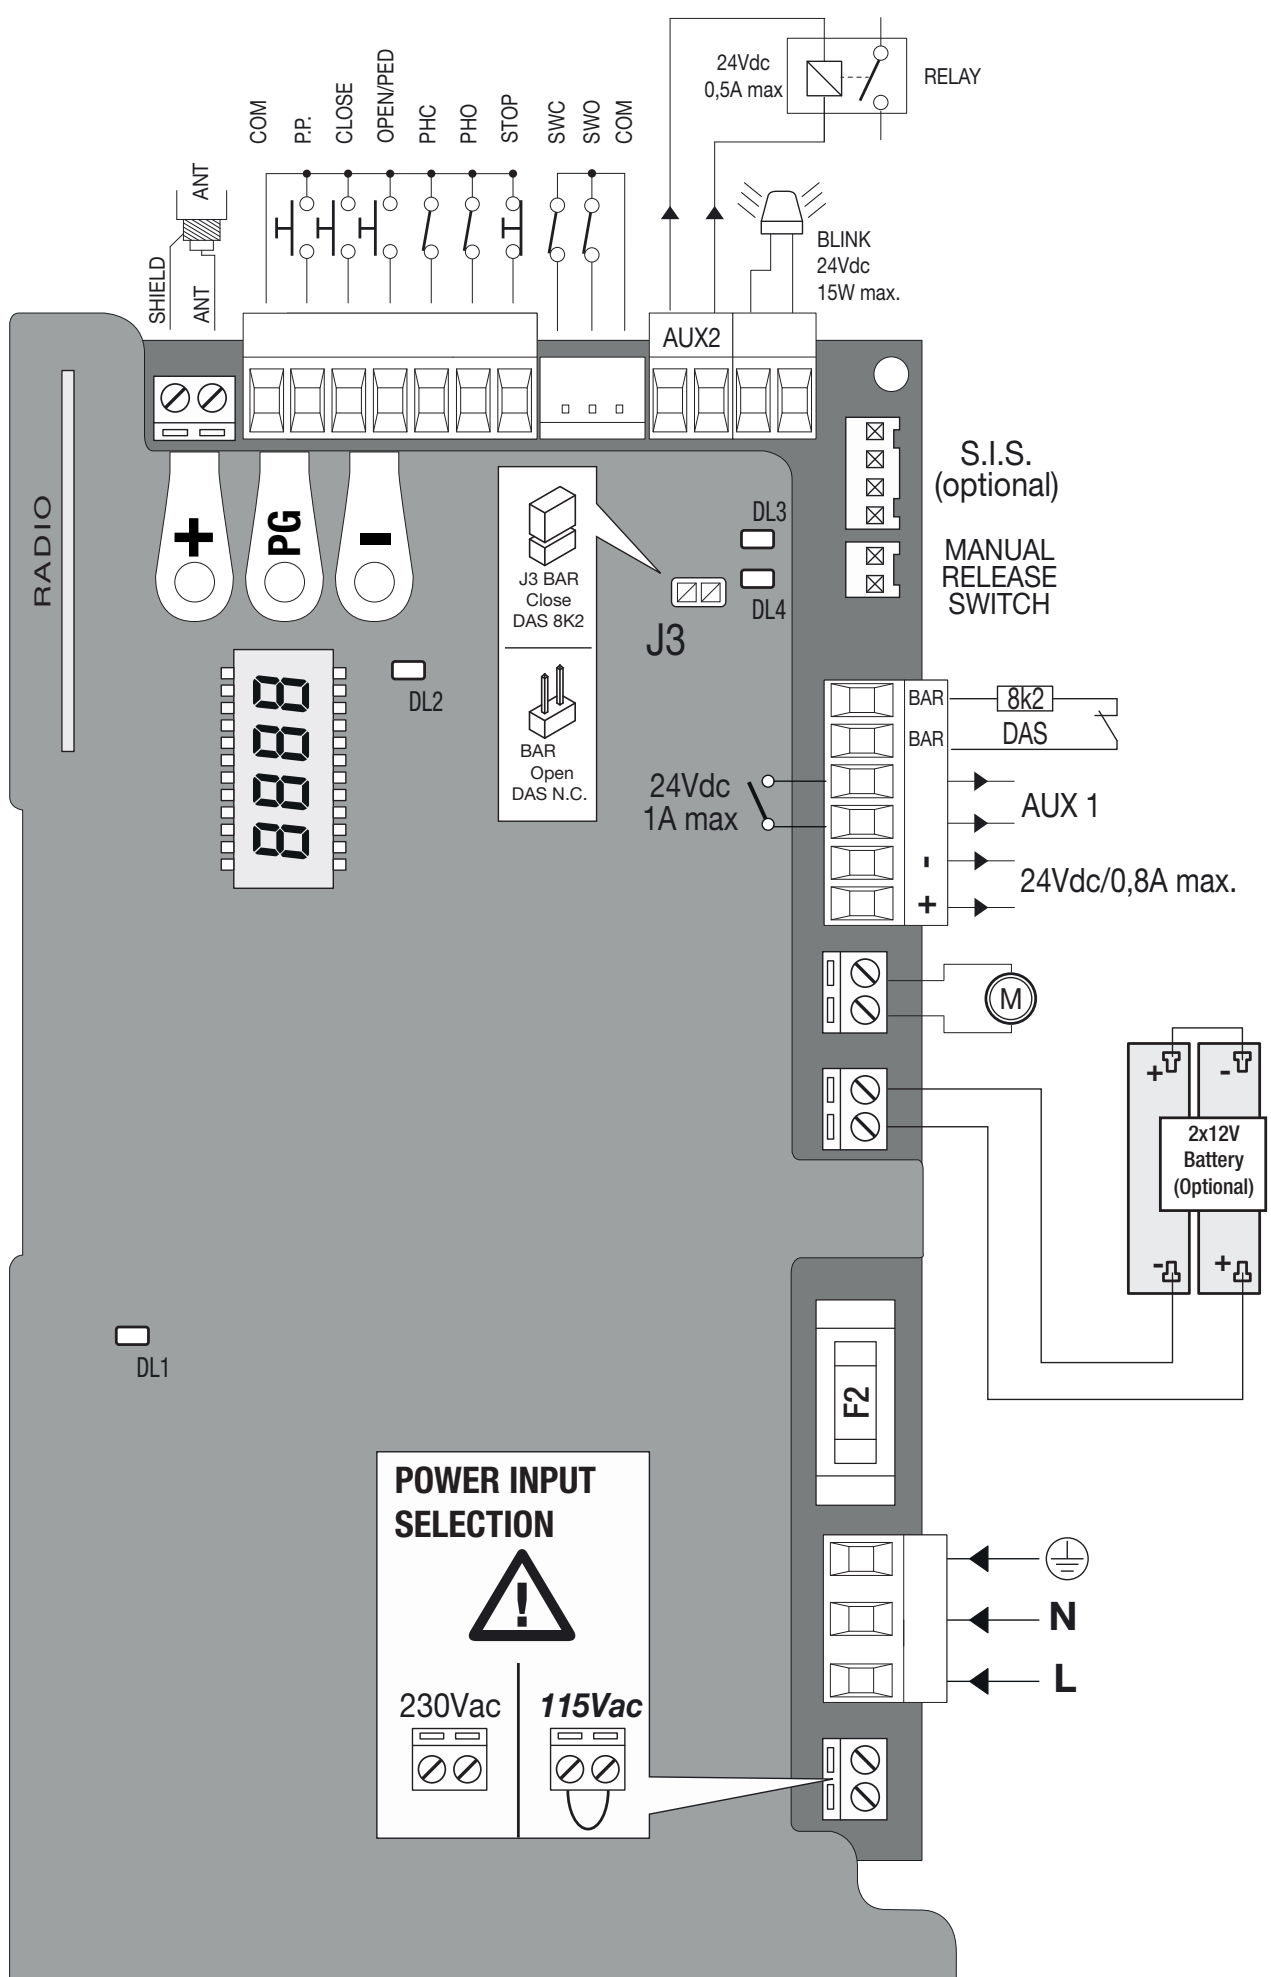 24Vdc
0,5A max
RELAY
COM
P.P.
CLOSE
OPEN/PED
PHC
PHO
STOP
SWC
SWO
COM
ANT
SHIELD
ANT
BLINK
24Vdc
15W max.
AUX2
RADIO
+
PG
-
S.I.S.
(optional)
MANUAL
RELEASE
SWITCH
DL3
DL4
J3
J3 BAR
Close
DAS 8K2
BAR
Open
DAS N.C.
DL2
8888
BAR
BAR
8k2
DAS
24Vdc
1A max
AUX 1
-
+
24Vdc/0,8A max.
M
+
-
2x12V
Battery
(Optional)
-
+
DL1
F2
POWER INPUT
SELECTION
!
230Vac
115Vac
N
L